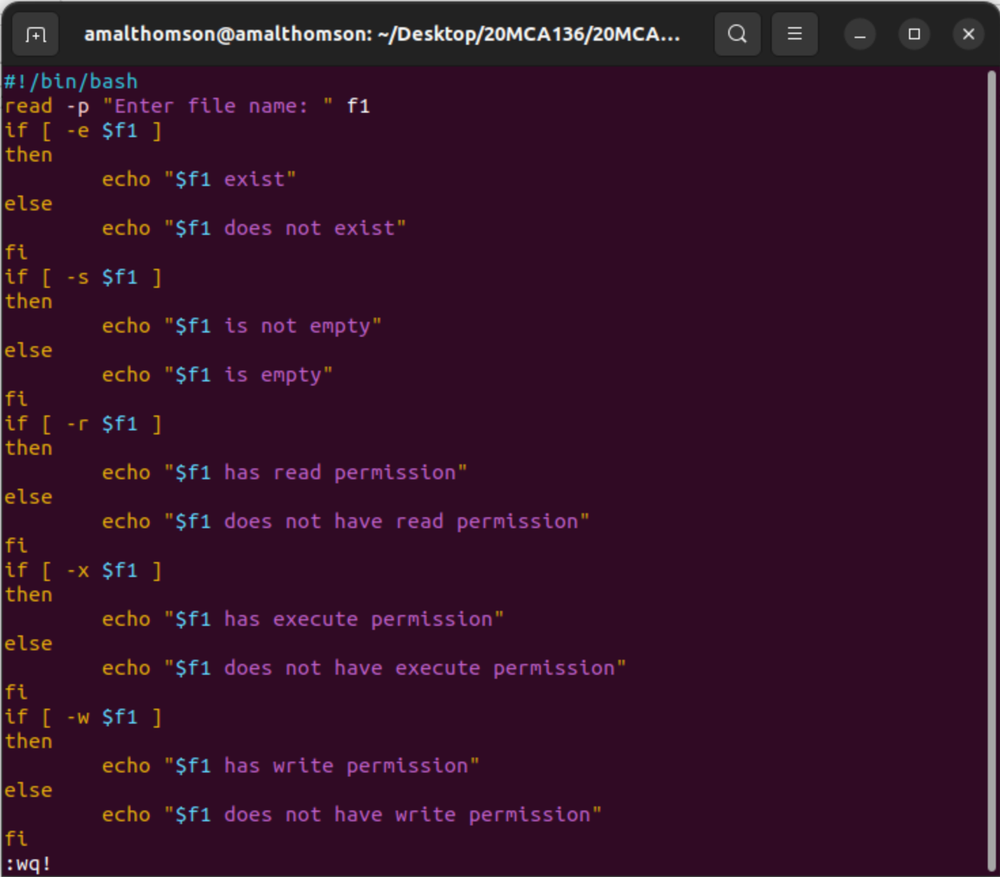 amalthomson@amalthomson: ~/Desktop/20MCA136/20MCA...
#!/bin/bash
read -p "Enter file name: " f1
if [ -e $f1 ]
then
        echo "$f1 exist"
else
        echo "$f1 does not exist"
fi
if [ -s $f1 ]
then
        echo "$f1 is not empty"
else
        echo "$f1 is empty"
fi
if [ -r $f1 ]
then
        echo "$f1 has read permission"
else
        echo "$f1 does not have read permission"
fi
if [ -x $f1 ]
then
        echo "$f1 has execute permission"
else
        echo "$f1 does not have execute permission"
fi
if [ -w $f1 ]
then
        echo "$f1 has write permission"
else
        echo "$f1 does not have write permission"
fi
:wq!